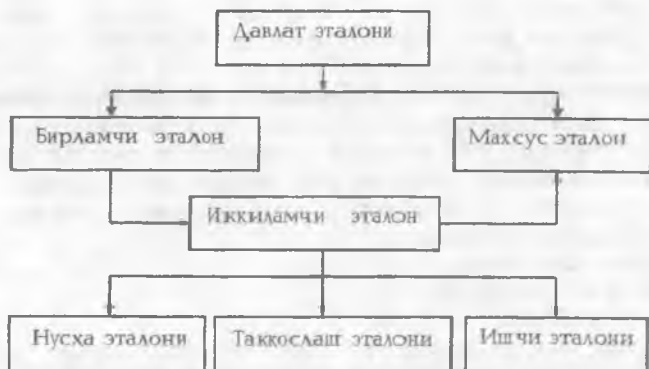 Давлат эталони
Бирламчи эталон
Махсус эталон
Иккиламчи эталон
Нусха эталони
Таккослаш эталони
Ишчи эталони